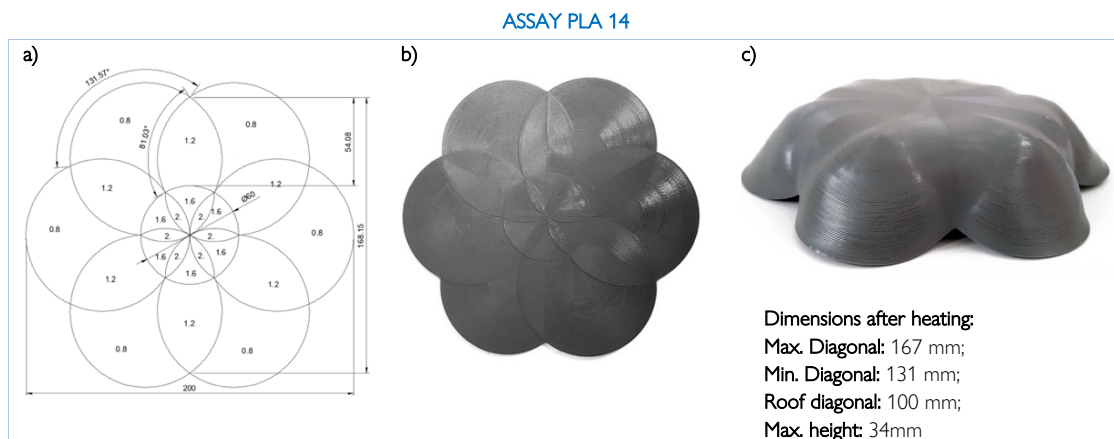 ASSAY PLA 14
a)
b)
c)
131.57°
81.03°
0.8
0.8
1.2
54.08
1.2
1.2
1.6
Ø60
1.6
1.6
2.
2.
0.8
2.
2.
0.8
168.15
1.6
2.
2.
1.6
1.6
1.2
1.2
1.2
0.8
0.8
200
Dimensions after heating:
Max. Diagonal: 167 mm;
Min. Diagonal: 131 mm;
Roof diagonal: 100 mm;
Max. height: 34mm